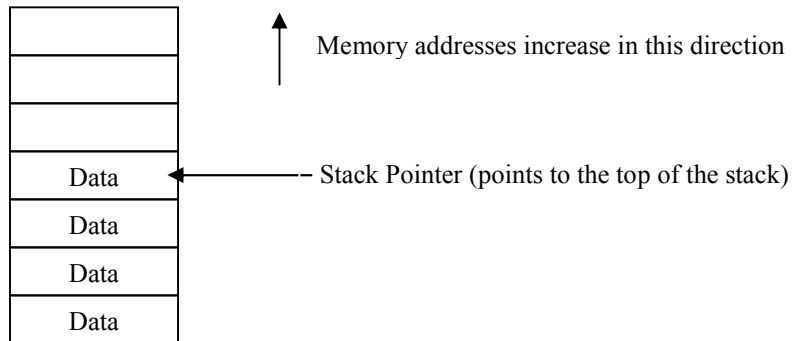 Memory addresses increase in this direction
Data
Stack Pointer (points to the top of the stack)
Data
Data
Data